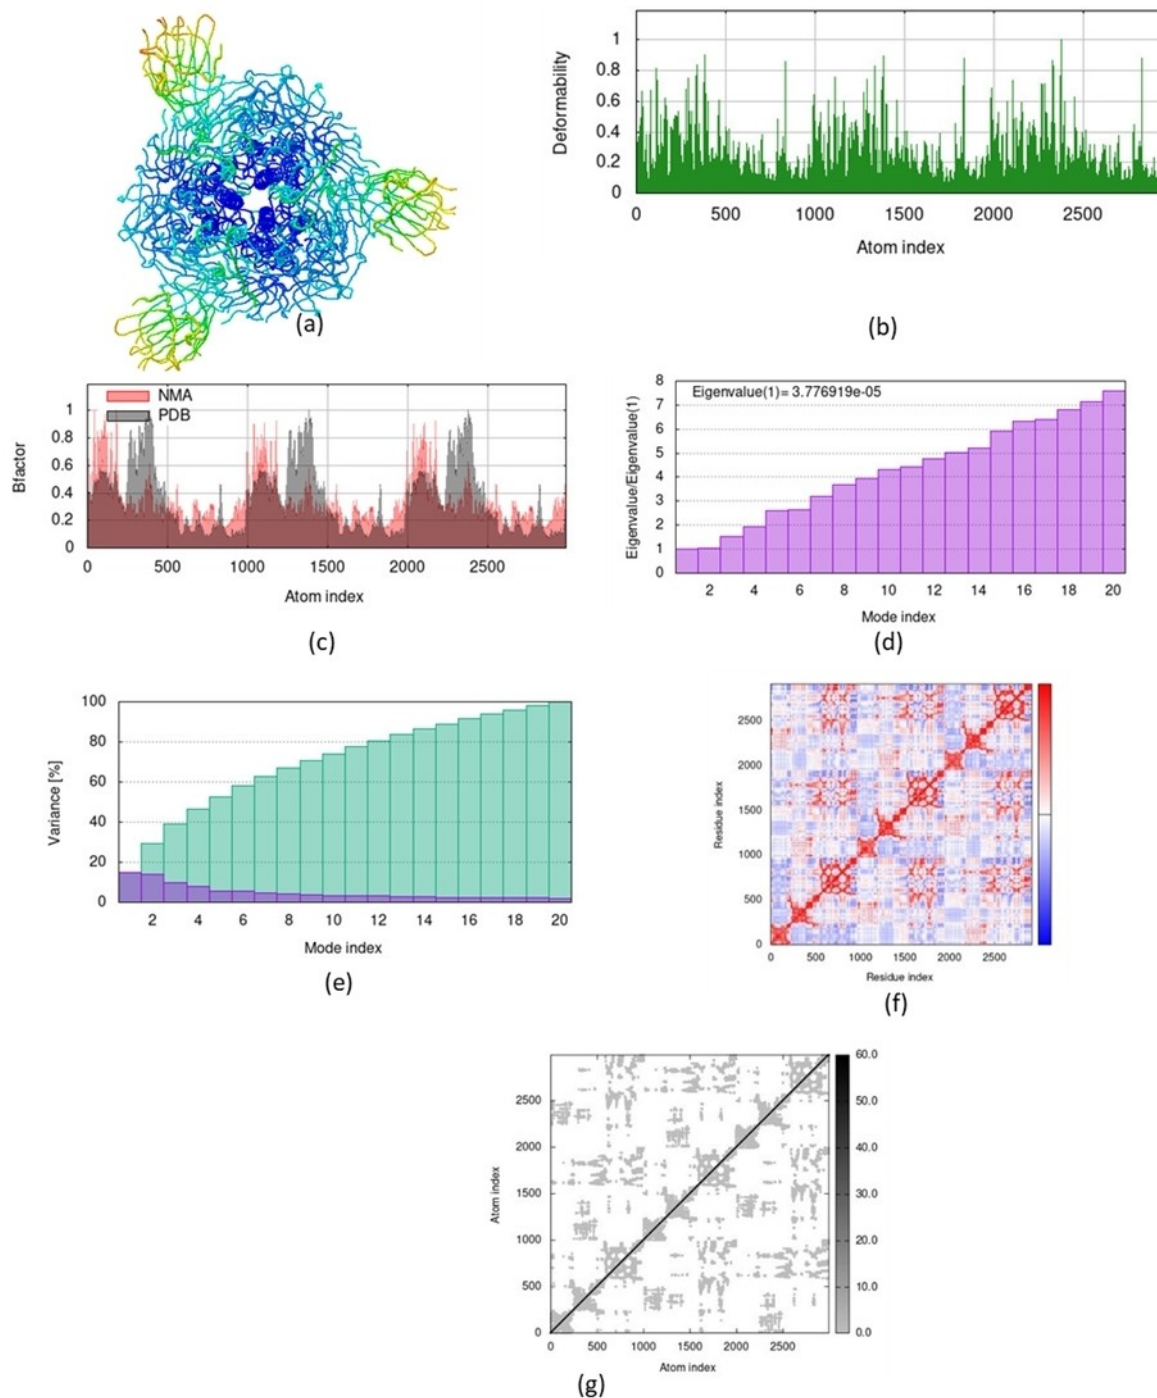 (a)
Deformability
1
0.8
0.6
0.4
0.2
0
0 500 1000 1500 2000 2500
Atom index
(b)
NMA
PDB
Bfactor
1
0.8
0.6
0.4
0.2
0
0 500 1000 1500 2000 2500
Atom index
(c)
Eigenvalue(1)= 3.776919e-05
Eigenvalue/Eigenvalue(1)
8
7
6
5
4
3
2
1
0
2 4 6 8 10 12 14 16 18 20
Mode index
(d)
Variance [%]
100
80
60
40
20
0
2 4 6 8 10 12 14 16 18 20
Mode index
(e)
Residue index
2500
2000
1500
1000
500
0
0 500 1000 1500 2000 2500
Residue index
(f)
Atom index
2500
2000
1500
1000
500
0
0 500 1000 1500 2000 2500
Atom index
60.0
50.0
40.0
30.0
20.0
10.0
0.0
(g)